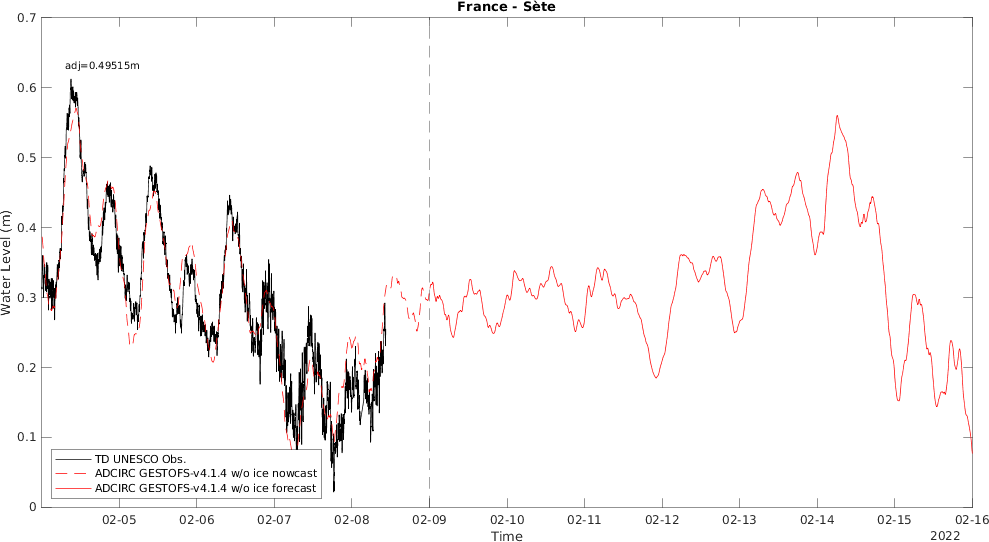 France - Sète
adj=0.49515m
Water Level (m)
0.7
0.6
0.5
0.4
0.3
0.2
0.1
0
TD UNESCO Obs.
ADCIRC GESTOFS-v4.1.4 w/o ice nowcast
ADCIRC GESTOFS-v4.1.4 w/o ice forecast
02-05 02-06 02-07 02-08 02-09 02-10 02-11 02-12 02-13 02-14 02-15 02-16
Time
2022